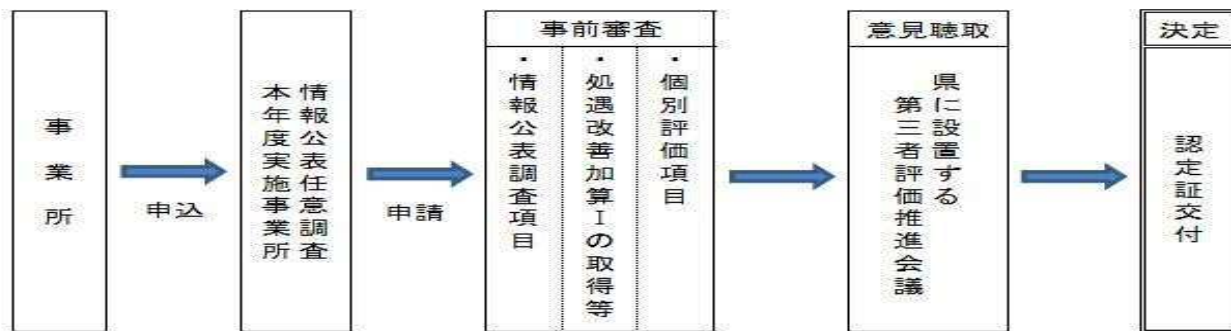 事業所
申込
情報公表任意調査
本年度実施事業所
申請
事前審査
・個別評価項目
・処遇改善加算Ⅰの取得等
・情報公表調査項目
意見聴取
県に設置する
第三者評価推進会議
決定
認定証交付